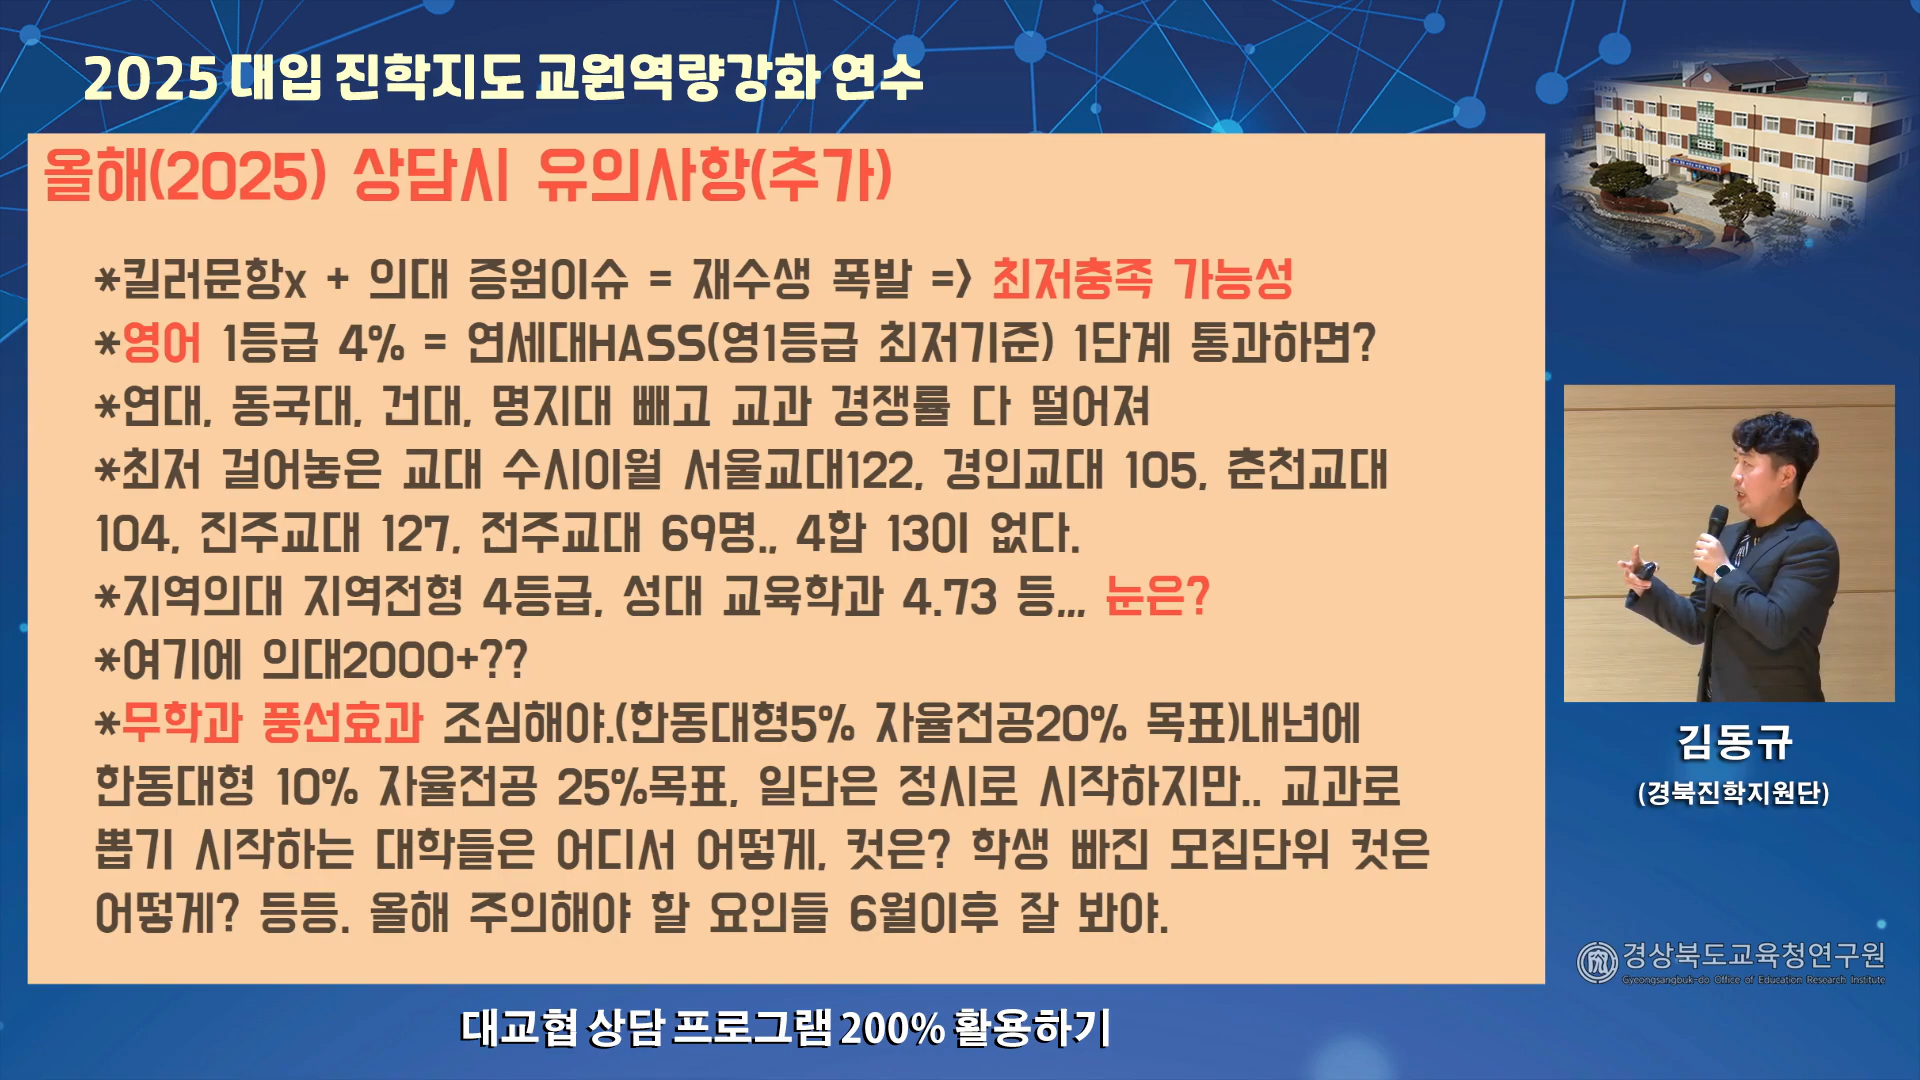 2025 대입 진학지도 교원역량강화 연수
올해(2025) 상담시 유의사항(추가)
*킬러문항x + 의대 증원이슈 = 재수생 폭발 => 최저충족 가능성
*영어 1등급 4% = 연세대HASS(영1등급 최저기준) 1단계 통과하면?
*연대, 동국대, 건대, 명지대 빼고 교과 경쟁률 다 떨어져
*최저 걸어놓은 교대 수시이월 서울교대122, 경인교대 105, 춘천교대
104, 진주교대 127, 전주교대 69명., 4합 13이 없다.
*지역의대 지역전형 4등급, 성대 교육학과 4.73 등,,, 눈은?
*여기에 의대2000+??
*무학과 풍선효과 조심해야.(한동대형5% 자율전공20% 목표)내년에
한동대형 10% 자율전공 25%목표, 일단은 정시로 시작하지만.. 교과로
뽑기 시작하는 대학들은 어디서 어떻게, 컷은? 학생 빠진 모집단위 컷은
어떻게? 등등. 올해 주의해야 할 요인들 6월이후 잘 봐야.
김동규
(경북진학지원단)
경상북도교육청연구원
Gyeongsangbuk-do Office of Education Research Institute
대교협 상담 프로그램 200% 활용하기